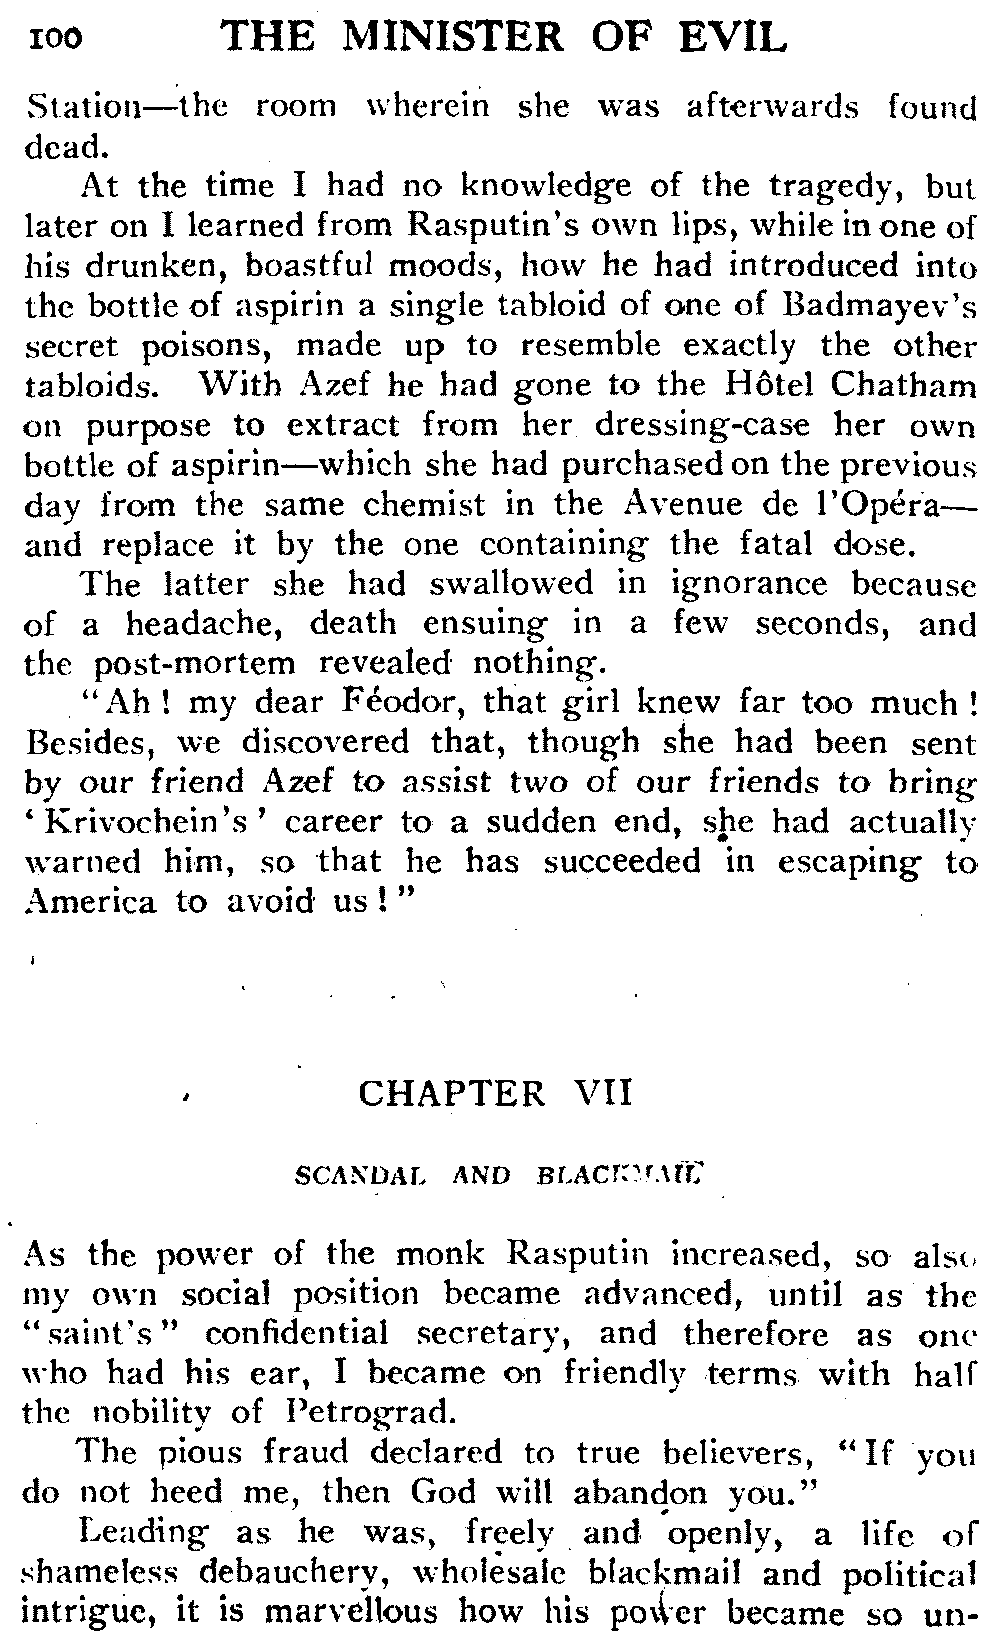 100 THE MINISTER OF EVIL
Station—the room wherein she was afterwards found
dead.
At the time I had no knowledge of the tragedy, but
later on I learned from Rasputin's own lips, while in one of
his drunken, boastful moods, how he had introduced into
the bottle of aspirin a single tabloid of one of Badmayev's
secret poisons, made up to resemble exactly the other
tabloids. With Azef he had gone to the Hôtel Chatham
on purpose to extract from her dressing-case her own
bottle of aspirin—which she had purchased on the previous
day from the same chemist in the Avenue de l'Opéra—
and replace it by the one containing the fatal dose.
The latter she had swallowed in ignorance because
of a headache, death ensuing in a few seconds, and
the post-mortem revealed nothing.
"Ah! my dear Féodor, that girl knew far too much!
Besides, we discovered that, though she had been sent
by our friend Azef to assist two of our friends to bring
'Krivochein's' career to a sudden end, she had actually
warned him, so that he has succeeded in escaping to
America to avoid us!"
CHAPTER VII
SCANDAL AND BLACKMAIL
As the power of the monk Rasputin increased, so also
my own social position became advanced, until as the
"saint's" confidential secretary, and therefore as one
who had his ear, I became on friendly terms with half
the nobility of Petrograd.
The pious fraud declared to true believers, "If you
do not heed me, then God will abandon you."
Leading as he was, freely and openly, a life of
shameless debauchery, wholesale blackmail and political
intrigue, it is marvellous how his power became so un-